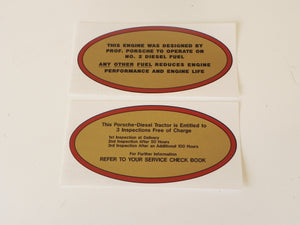 THIS ENGINE WAS DESIGNED BY
PROF. PORSCHE TO OPERATE ON
NO. 2 DIESEL FUEL
ANY OTHER FUEL REDUCES ENGINE
PERFORMANCE AND ENGINE LIFE
This Porsche-Diesel Tractor is Entitled to
3 Inspections Free of Charge
1st Inspection at Delivery
2nd Inspection After 50 Hours
3rd Inspection After an Additional 100 Hours
For Further Information
REFER TO YOUR SERVICE CHECK BOOK